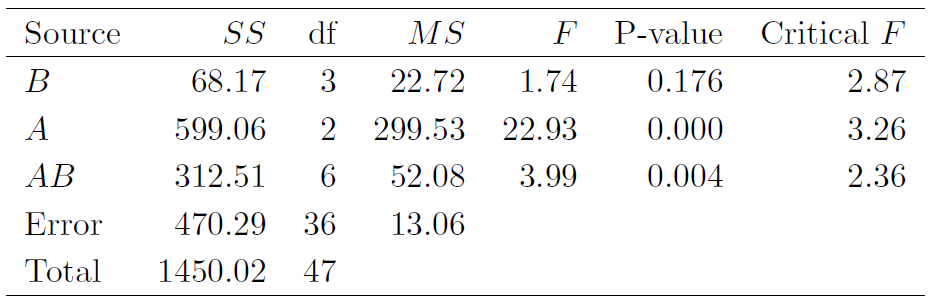 Source SS df MS F P-value Critical F
B 68.17 3 22.72 1.74 0.176 2.87
A 599.06 2 299.53 22.93 0.000 3.26
AB 312.51 6 52.08 3.99 0.004 2.36
Error 470.29 36 13.06
Total 1450.02 47